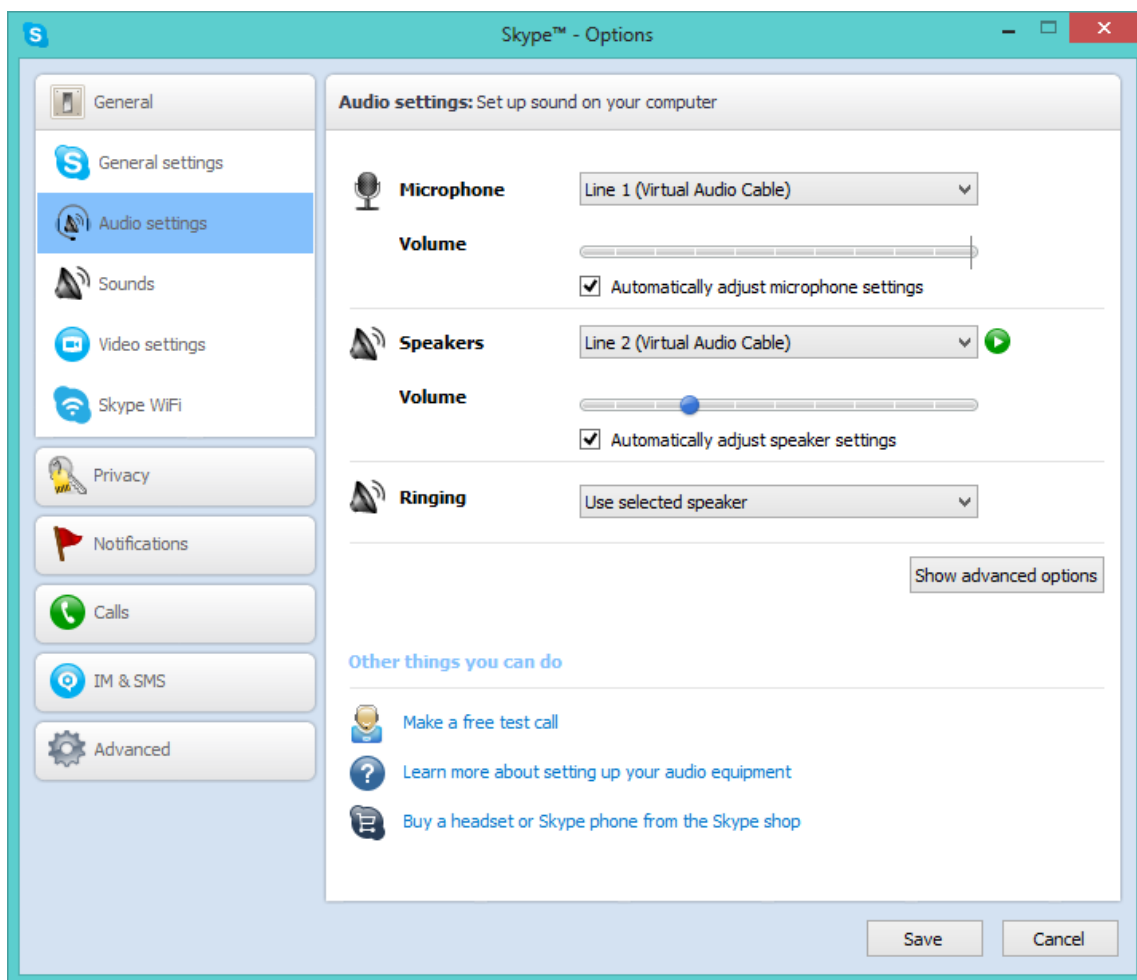 Skype™ - Options
General
General settings
Audio settings
Sounds
Video settings
Skype WiFi
Privacy
Notifications
Calls
IM & SMS
Advanced
Audio settings: Set up sound on your computer
Microphone
Line 1 (Virtual Audio Cable)
Volume
Automatically adjust microphone settings
Speakers
Line 2 (Virtual Audio Cable)
Volume
Automatically adjust speaker settings
Ringing
Use selected speaker
Show advanced options
Other things you can do
Make a free test call
Learn more about setting up your audio equipment
Buy a headset or Skype phone from the Skype shop
Save
Cancel